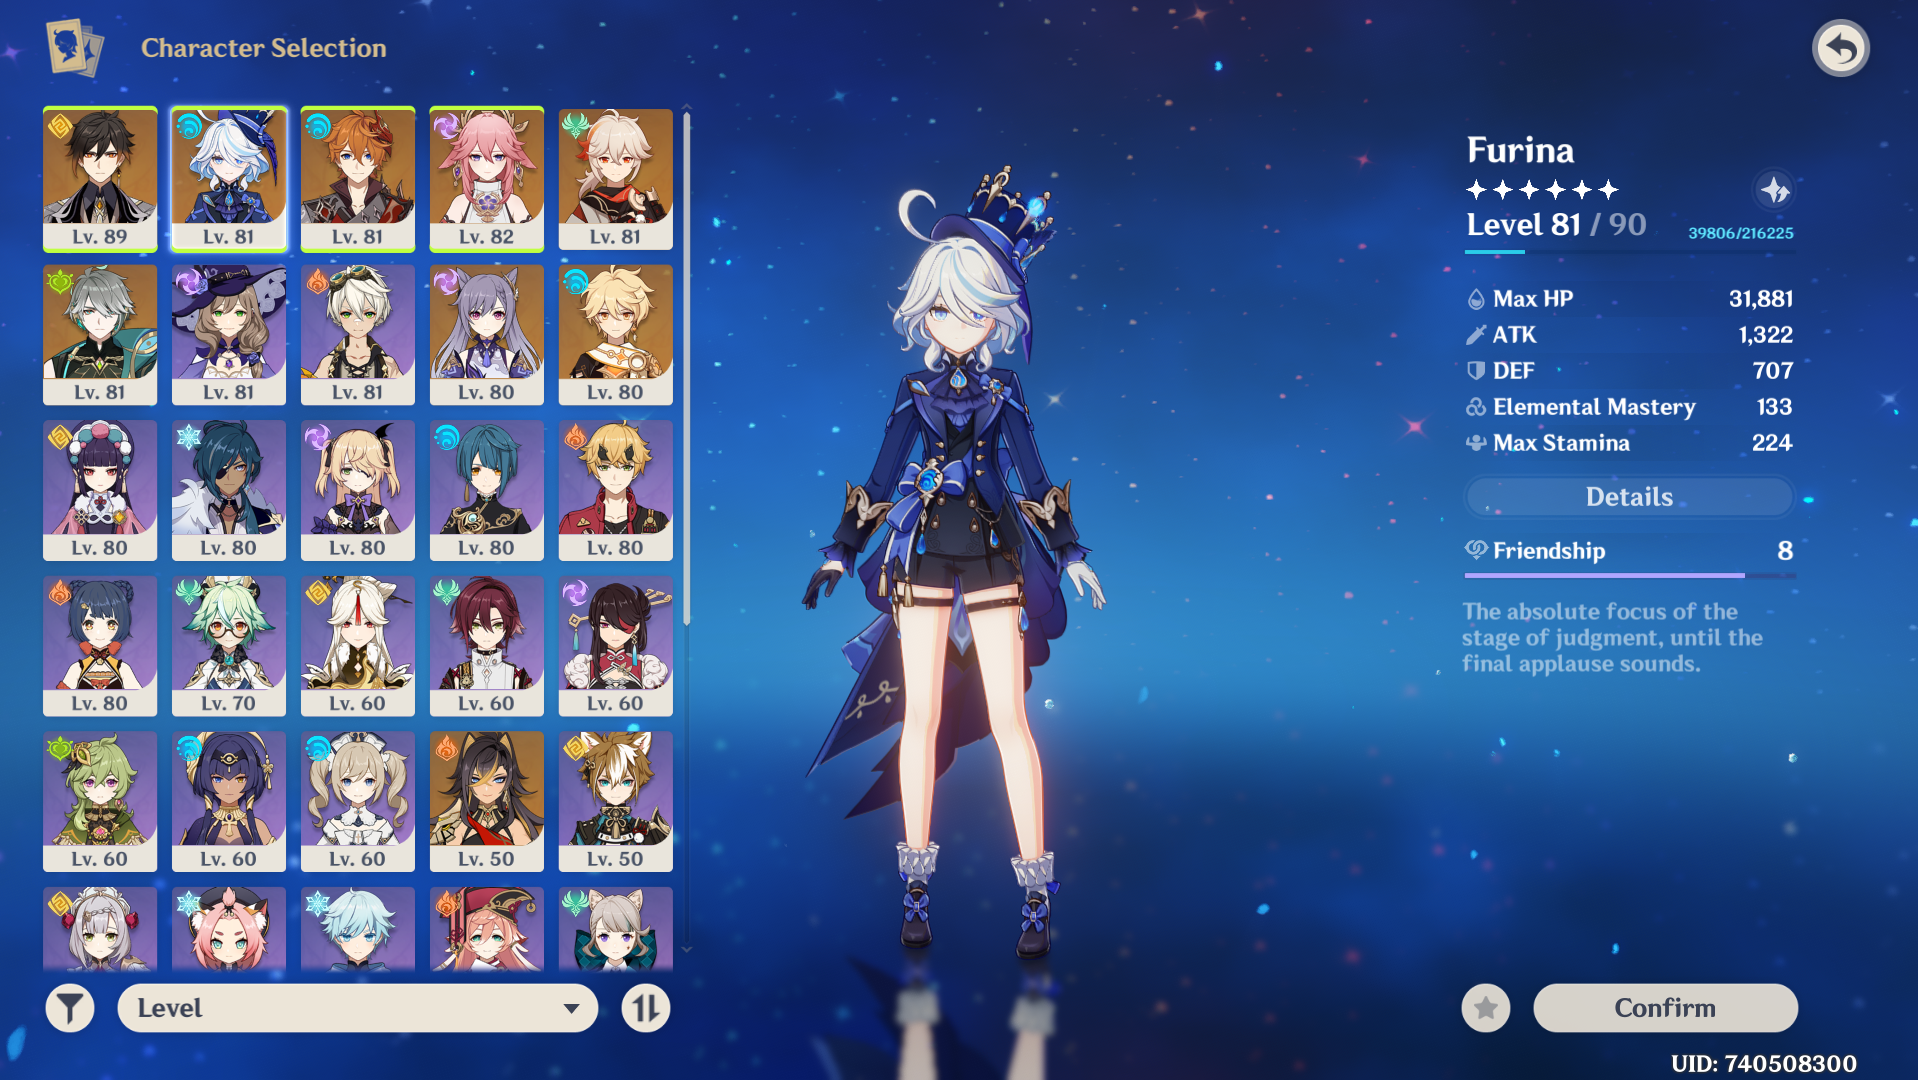 Character Selection
Lv. 89
Lv. 81
Lv. 81
Lv. 82
Lv. 81
Lv. 81
Lv. 81
Lv. 81
Lv. 80
Lv. 80
Lv. 80
Lv. 80
Lv. 80
Lv. 80
Lv. 80
Lv. 80
Lv. 70
Lv. 60
Lv. 60
Lv. 60
Lv. 60
Lv. 60
Lv. 60
Lv. 50
Lv. 50
Level
Furina
Level 81 / 90
39806/216225
Max HP 31,881
ATK 1,322
DEF 707
Elemental Mastery 133
Max Stamina 224
Details
Friendship 8
The absolute focus of the
stage of judgment, until the
final applause sounds.
Confirm
UID: 740508300